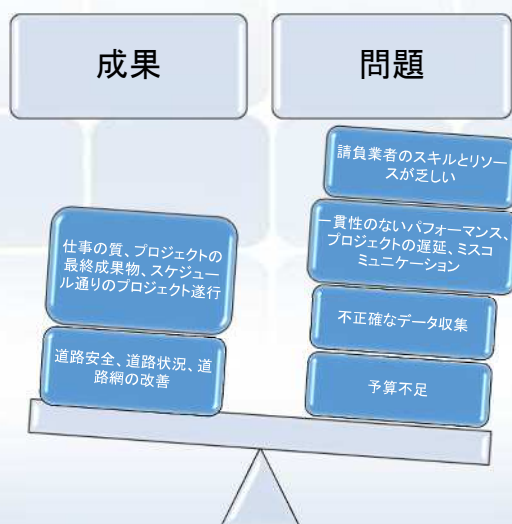 成果
問題
仕事の質、プロジェクトの
最終成果物、スケジュー
ル通りのプロジェクト遂行
道路安全、道路状況、道
路網の改善
請負業者のスキルとリソー
スが乏しい
一貫性のないパフォーマンス、
プロジェクトの遅延、ミスコ
ミュニケーション
不正確なデータ収集
予算不足